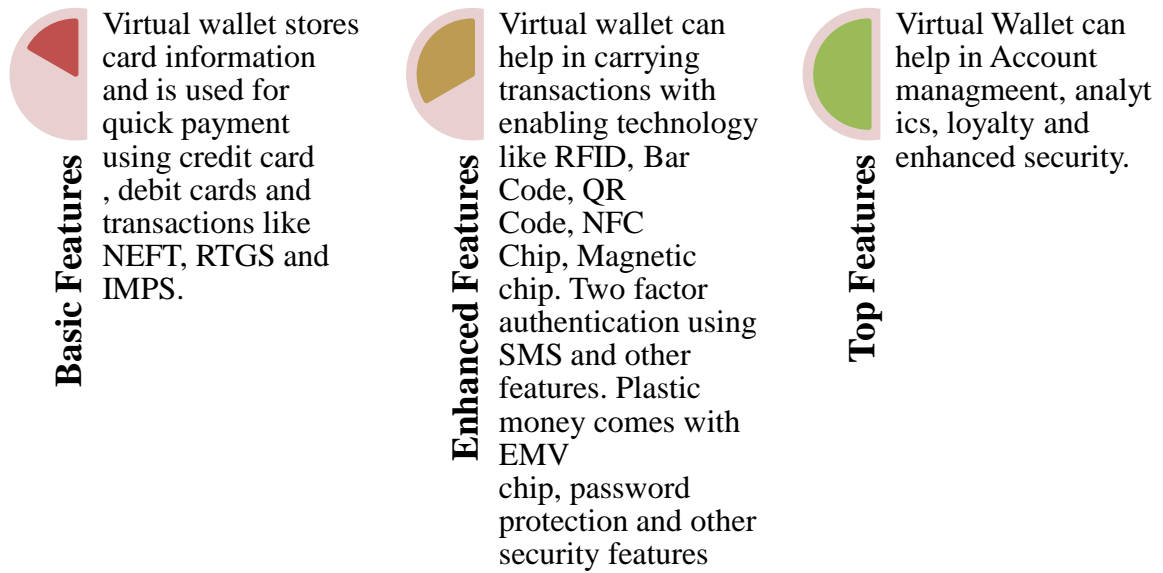 Basic Features
Virtual wallet stores
card information
and is used for
quick payment
using credit card
, debit cards and
transactions like
NEFT, RTGS and
IMPS.
Enhanced Features
Virtual wallet can
help in carrying
transactions with
enabling technology
like RFID, Bar
Code, QR
Code, NFC
Chip, Magnetic
chip. Two factor
authentication using
SMS and other
features. Plastic
money comes with
EMV
chip, password
protection and other
security features
Top Features
Virtual Wallet can
help in Account
managmeent, analyt
ics, loyalty and
enhanced security.